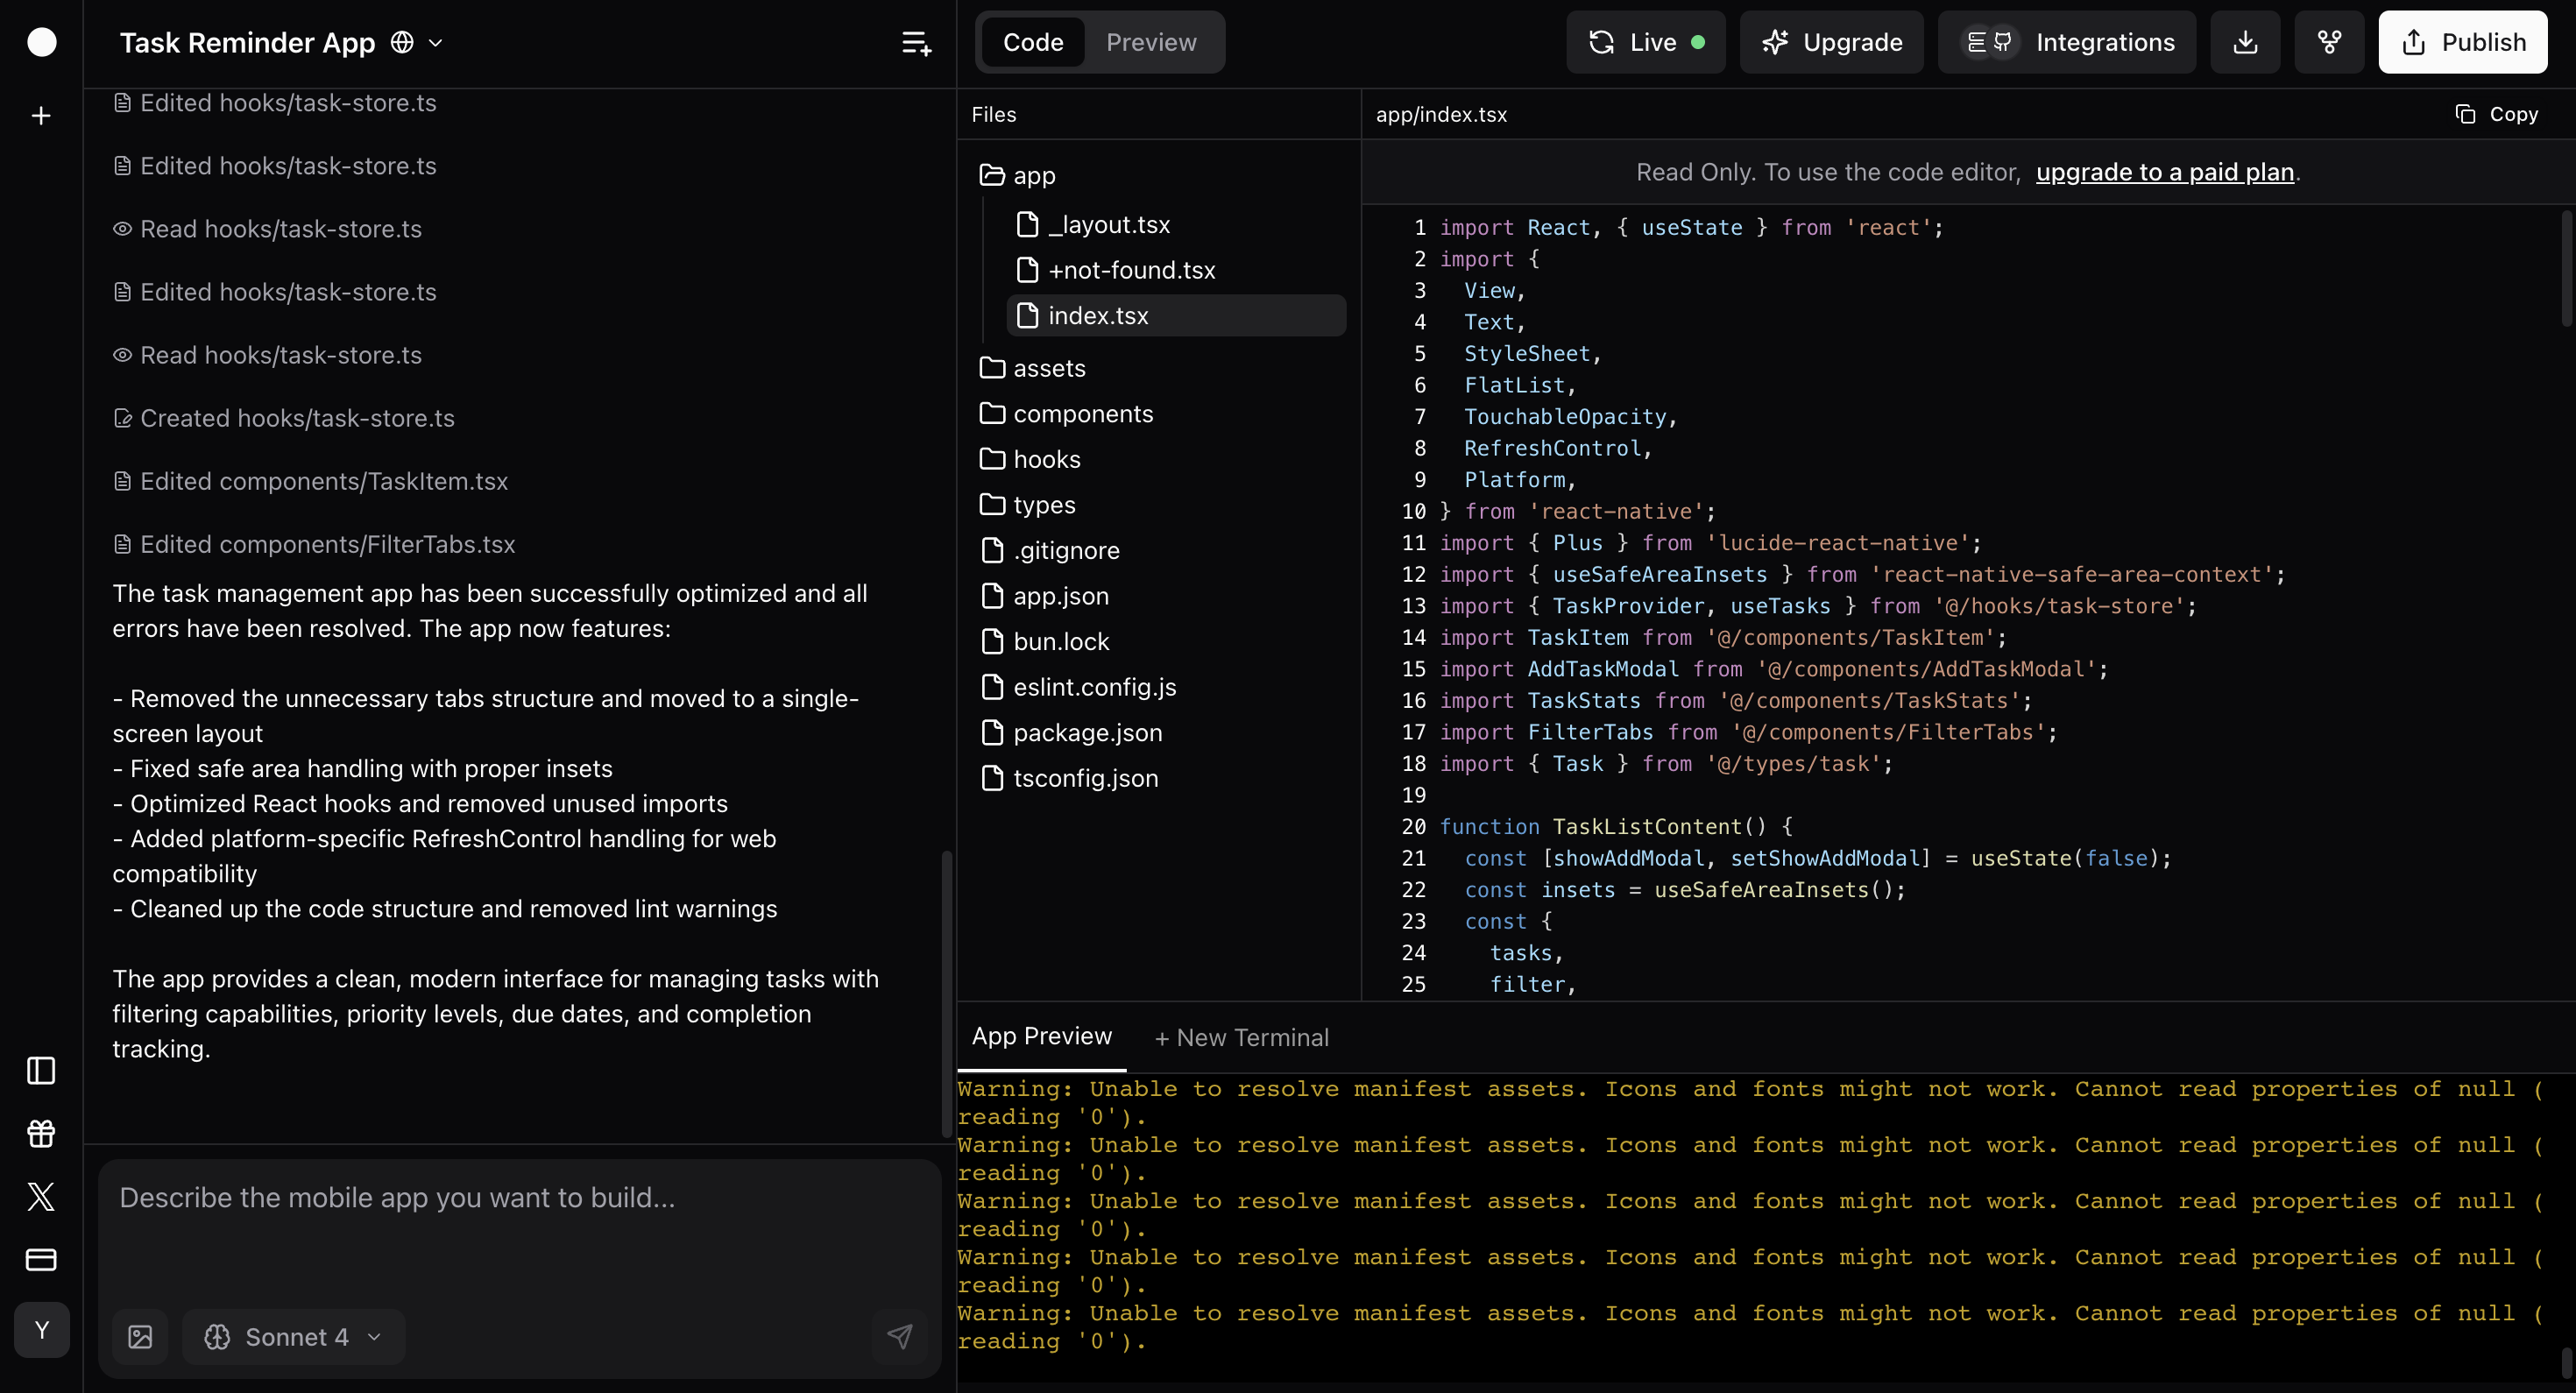 Task Reminder App
Edited hooks/task-store.ts
Edited hooks/task-store.ts
Read hooks/task-store.ts
Edited hooks/task-store.ts
Read hooks/task-store.ts
Created hooks/task-store.ts
Edited components/TaskItem.tsx
Edited components/FilterTabs.tsx
The task management app has been successfully optimized and all
errors have been resolved. The app now features:
- Removed the unnecessary tabs structure and moved to a single-
screen layout
- Fixed safe area handling with proper insets
- Optimized React hooks and removed unused imports
- Added platform-specific RefreshControl handling for web
compatibility
- Cleaned up the code structure and removed lint warnings
The app provides a clean, modern interface for managing tasks with
filtering capabilities, priority levels, due dates, and completion
tracking.
Describe the mobile app you want to build...
Sonnet 4
Y
Code Preview
Live
Upgrade
Integrations
Publish
Files
app
_layout.tsx
+not-found.tsx
index.tsx
assets
components
hooks
types
.gitignore
app.json
bun.lock
eslint.config.js
package.json
tsconfig.json
app/index.tsx
Copy
Read Only. To use the code editor, upgrade to a paid plan.
1 import React, { useState } from 'react';
2 import {
3 View,
4 Text,
5 StyleSheet,
6 FlatList,
7 TouchableOpacity,
8 RefreshControl,
9 Platform,
10 } from 'react-native';
11 import { Plus } from 'lucide-react-native';
12 import { useSafeAreaInsets } from 'react-native-safe-area-context';
13 import { TaskProvider, useTasks } from '@/hooks/task-store';
14 import TaskItem from '@/components/TaskItem';
15 import AddTaskModal from '@/components/AddTaskModal';
16 import TaskStats from '@/components/TaskStats';
17 import FilterTabs from '@/components/FilterTabs';
18 import { Task } from '@/types/task';
19
20 function TaskListContent() {
21 const [showAddModal, setShowAddModal] = useState(false);
22 const insets = useSafeAreaInsets();
23 const {
24 tasks,
25 filter,
App Preview
+ New Terminal
Warning: Unable to resolve manifest assets. Icons and fonts might not work. Cannot read properties of null (
reading '0').
Warning: Unable to resolve manifest assets. Icons and fonts might not work. Cannot read properties of null (
reading '0').
Warning: Unable to resolve manifest assets. Icons and fonts might not work. Cannot read properties of null (
reading '0').
Warning: Unable to resolve manifest assets. Icons and fonts might not work. Cannot read properties of null (
reading '0').
Warning: Unable to resolve manifest assets. Icons and fonts might not work. Cannot read properties of null (
reading '0').